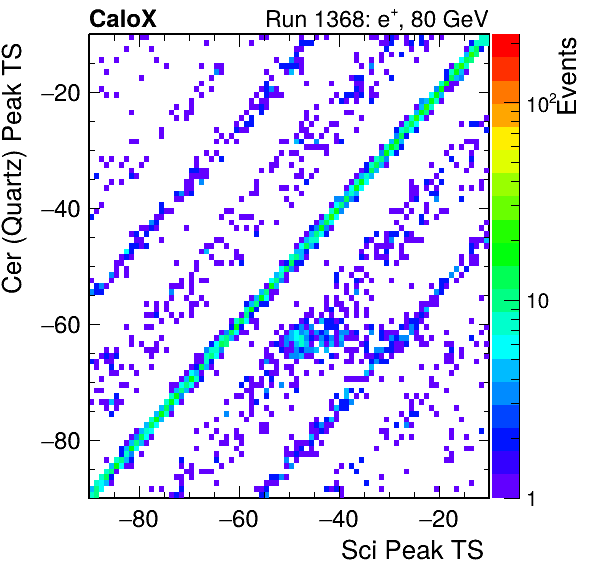 CaloX Run 1368: e+, 80 GeV
Cer (Quartz) Peak TS
−20
−40
−60
−80
−80 −60 −40 −20
Sci Peak TS
Events
10²
10
1